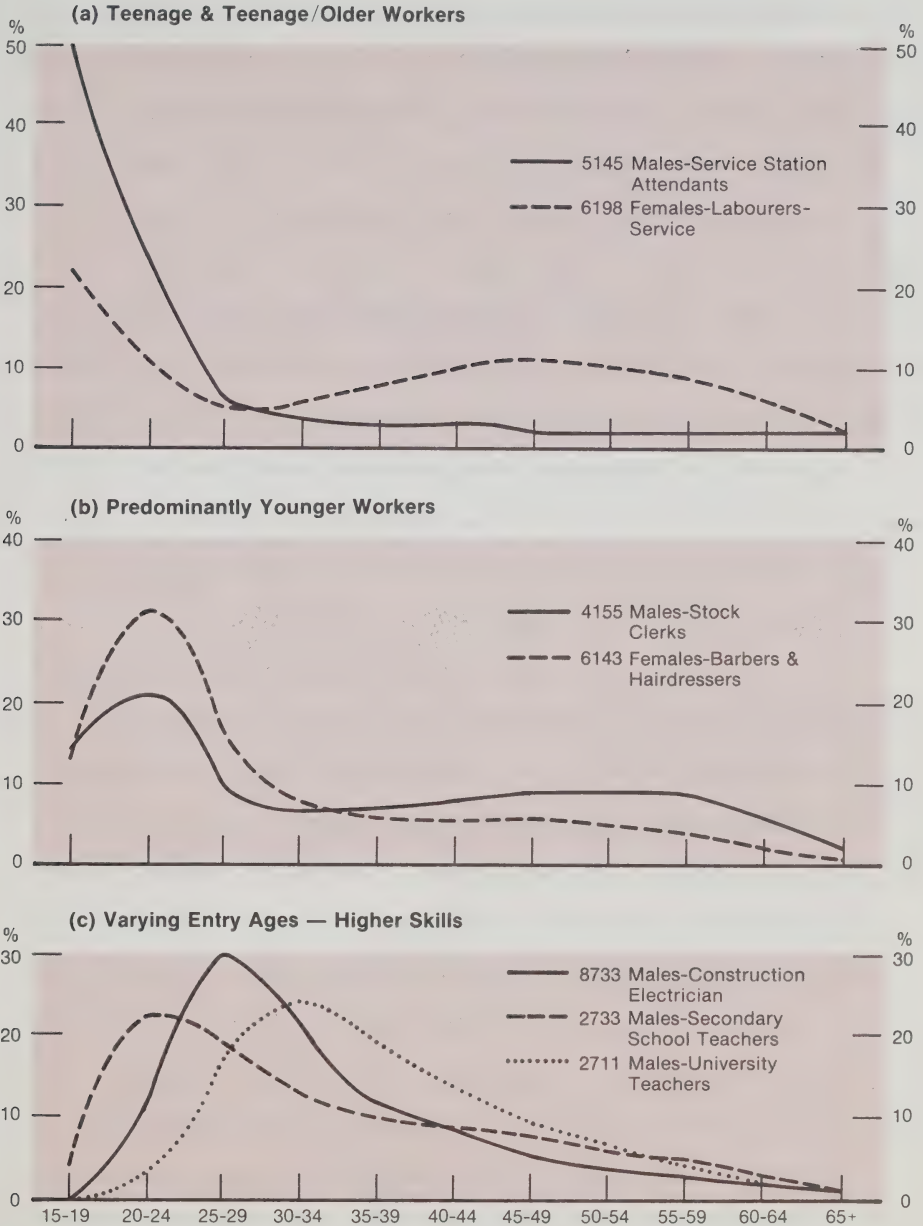 (a) Teenage & Teenage/Older Workers
% %
50 50
40 40
5145 Males-Service Station
Attendants
30 30
6198 Females-Labourers-
Service
20 20
10 10
0 0
(b) Predominantly Younger Workers
% %
40 40
30 4155 Males-Stock 30
Clerks
6143 Females-Barbers &
Hairdressers
20 20
10 10
0 0
(c) Varying Entry Ages — Higher Skills
% %
30 30
8733 Males-Construction
Electrician
20 2733 Males-Secondary 20
School Teachers
2711 Males-University
Teachers
10 10
0 0
15-19 20-24 25-29 30-34 35-39 40-44 45-49 50-54 55-59 60-64 65+